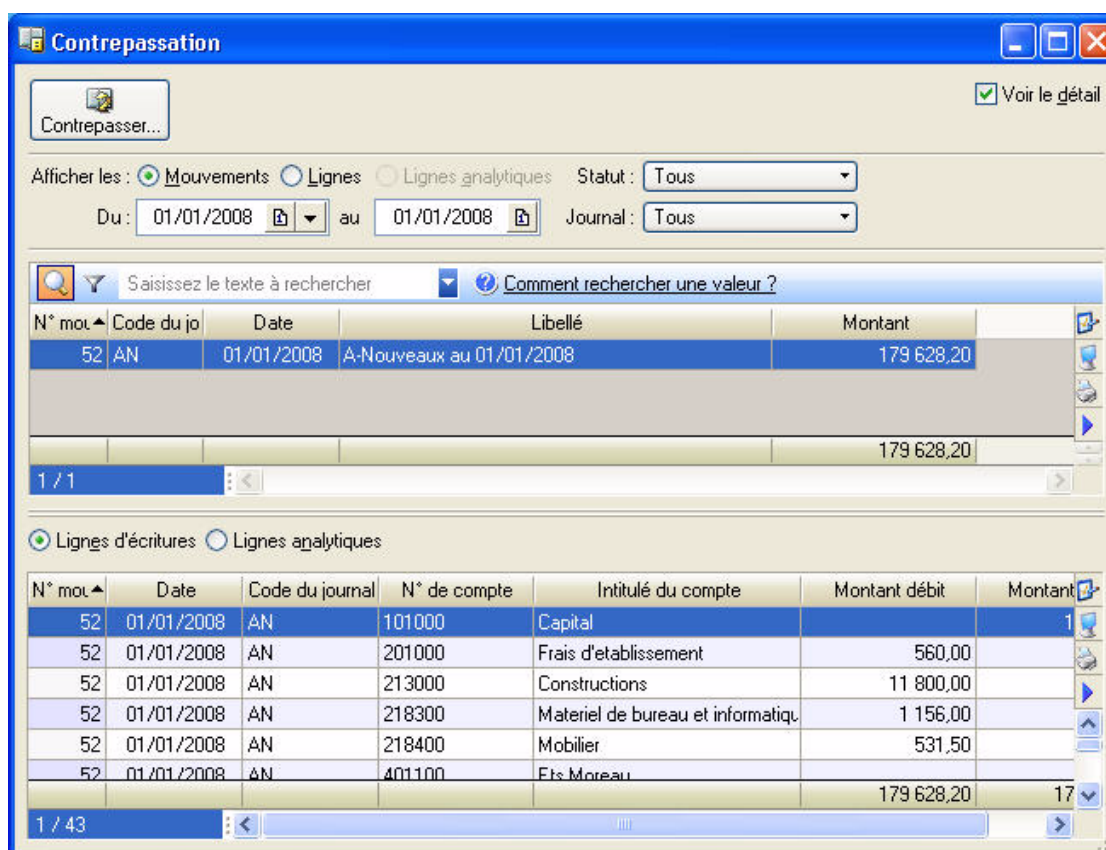 Contrepassation
Contrepasser...
Voir le détail
Afficher les : Mouvements Lignes Lignes analytiques Statut : Tous
Du : 01/01/2008 au 01/01/2008 Journal : Tous
Saisissez le texte à rechercher Comment rechercher une valeur ?
N° mou Code du jo Date Libellé Montant
52 AN 01/01/2008 A-Nouveaux au 01/01/2008 179 628,20
179 628,20
1 / 1
Lignes d'écritures Lignes analytiques
N° mou Date Code du journal N° de compte Intitulé du compte Montant débit Montant
52 01/01/2008 AN 101000 Capital 1
52 01/01/2008 AN 201000 Frais d'etablissement 560,00
52 01/01/2008 AN 213000 Constructions 11 800,00
52 01/01/2008 AN 218300 Materiel de bureau et informatiqu 1 156,00
52 01/01/2008 AN 218400 Mobilier 531,50
52 01/01/2008 AN 401100 Ets Moreau
179 628,20 17
1 / 43